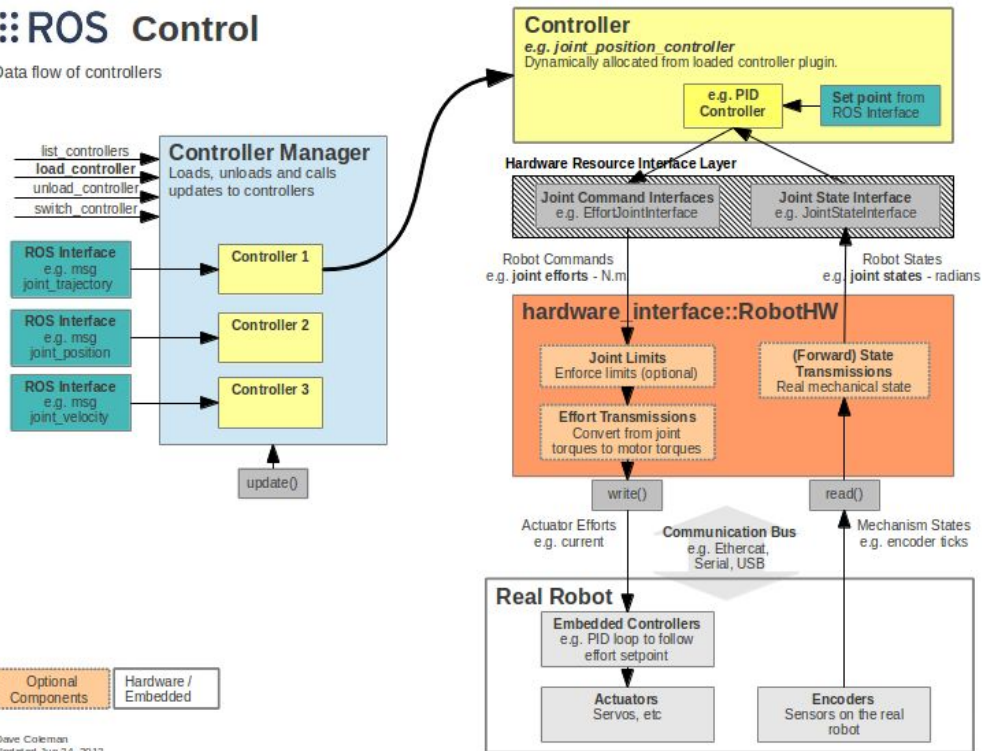 ROS Control
Data flow of controllers
list_controllers
load_controller
unload_controller
switch_controller
Controller Manager
Loads, unloads and calls
updates to controllers
ROS Interface
e.g. msg
joint_trajectory
Controller 1
ROS Interface
e.g. msg
joint_position
Controller 2
ROS Interface
e.g. msg
joint_velocity
Controller 3
update()
Controller
e.g. joint_position_controller
Dynamically allocated from loaded controller plugin.
e.g. PID
Controller
Set point from
ROS Interface
Hardware Resource Interface Layer
Joint Command Interfaces
e.g. EffortJointInterface
Joint State Interface
e.g. JointStateInterface
Robot Commands
e.g. joint efforts - N.m
Robot States
e.g. joint states - radians
hardware_interface::RobotHW
Joint Limits
Enforce limits (optional)
Effort Transmissions
Convert from joint
torques to motor torques
(Forward) State
Transmissions
Real mechanical state
write()
read()
Actuator Efforts
e.g. current
Communication Bus
e.g. Ethercat,
Serial, USB
Mechanism States
e.g. encoder ticks
Real Robot
Embedded Controllers
e.g. PID loop to follow
effort setpoint
Actuators
Servos, etc
Encoders
Sensors on the real
robot
Optional
Components
Hardware /
Embedded
Dave Coleman
Updated Jun 24, 2013